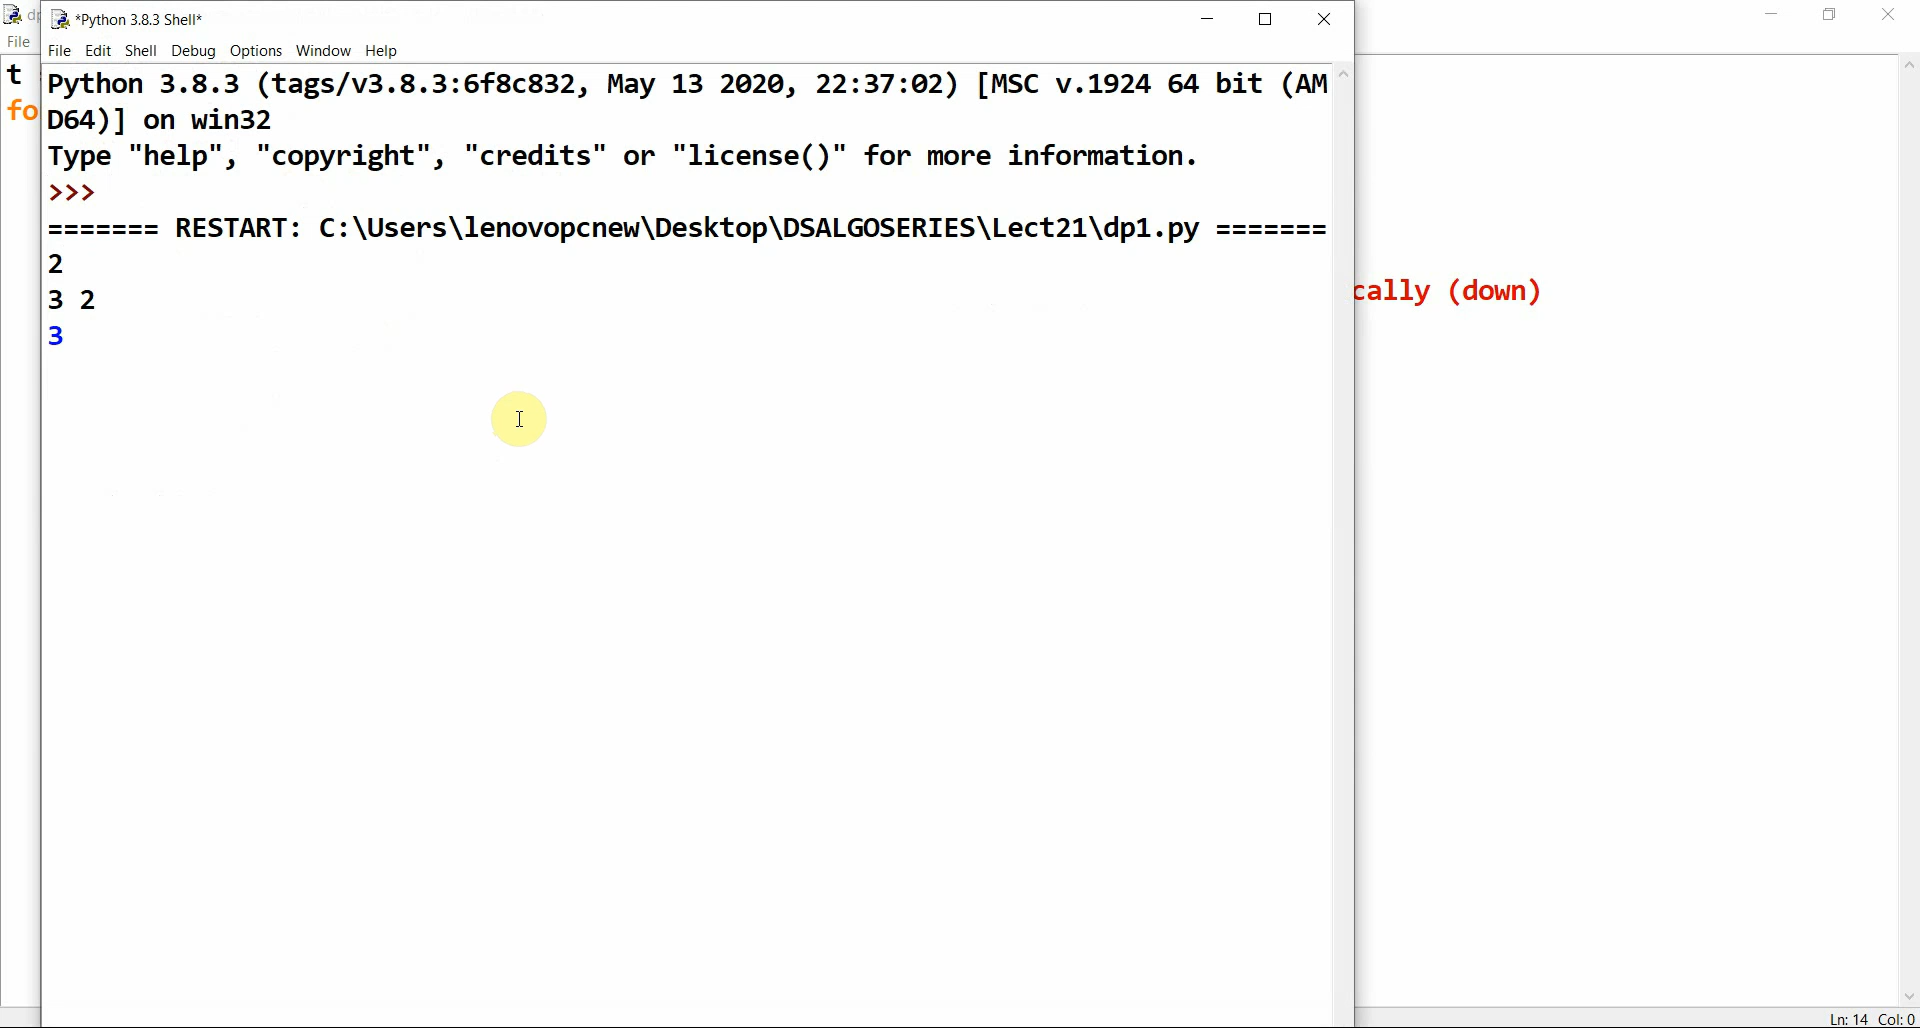 *Python 3.8.3 Shell*
File Edit Shell Debug Options Window Help
File
t
fo
Python 3.8.3 (tags/v3.8.3:6f8c832, May 13 2020, 22:37:02) [MSC v.1924 64 bit (AM
D64)] on win32
Type "help", "copyright", "credits" or "license()" for more information.
>>>
======= RESTART: C:\Users\lenovopcnew\Desktop\DSALGOSERIES\Lect21\dp1.py =======
2
3 2
3
cally (down)
Ln: 14 Col: 0